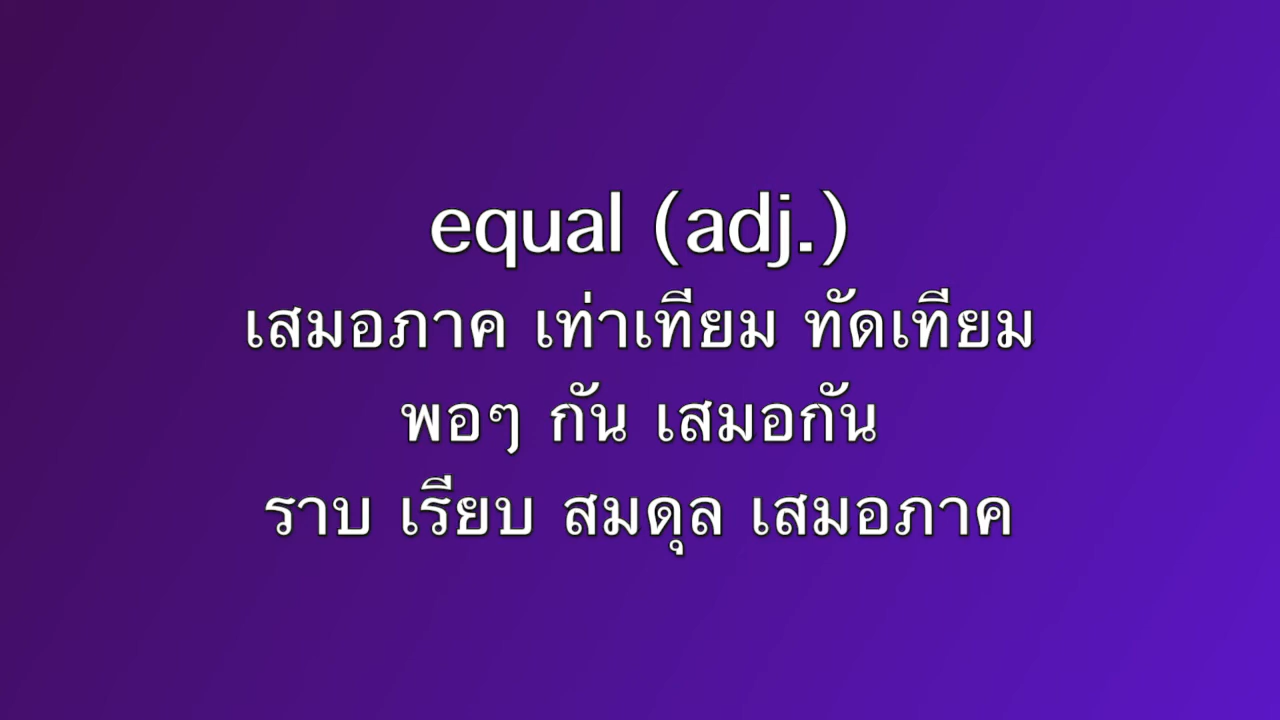 equal (adj.)
เสมอภาค เท่าเทียม ทัดเทียม
พอๆ กัน เสมอกัน
ราบ เรียบ สมดุล เสมอภาค